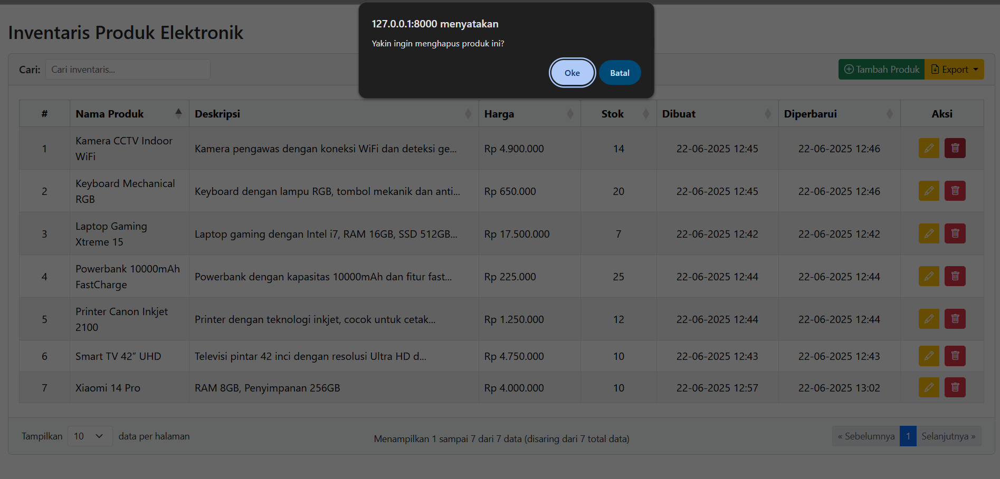 127.0.0.1:8000 menyatakan
Yakin ingin menghapus produk ini?
Oke Batal
Inventaris Produk Elektronik
Cari: Cari inventaris... Tambah Produk Export
# Nama Produk Deskripsi Harga Stok Dibuat Diperbarui Aksi
1 Kamera CCTV Indoor WiFi Kamera pengawas dengan koneksi WiFi dan deteksi ge... Rp 4.900.000 14 22-06-2025 12:45 22-06-2025 12:46
2 Keyboard Mechanical RGB Keyboard dengan lampu RGB, tombol mekanik dan anti... Rp 650.000 20 22-06-2025 12:45 22-06-2025 12:46
3 Laptop Gaming Xtreme 15 Laptop gaming dengan Intel i7, RAM 16GB, SSD 512GB... Rp 17.500.000 7 22-06-2025 12:42 22-06-2025 12:42
4 Powerbank 10000mAh FastCharge Powerbank dengan kapasitas 10000mAh dan fitur fast... Rp 225.000 25 22-06-2025 12:44 22-06-2025 12:44
5 Printer Canon Inkjet 2100 Printer dengan teknologi inkjet, cocok untuk cetak... Rp 1.250.000 12 22-06-2025 12:44 22-06-2025 12:44
6 Smart TV 42” UHD Televisi pintar 42 inci dengan resolusi Ultra HD d... Rp 4.750.000 10 22-06-2025 12:43 22-06-2025 12:43
7 Xiaomi 14 Pro RAM 8GB, Penyimpanan 256GB Rp 4.000.000 10 22-06-2025 12:57 22-06-2025 13:02
Tampilkan 10 data per halaman Menampilkan 1 sampai 7 dari 7 data (disaring dari 7 total data) « Sebelumnya 1 Selanjutnya »